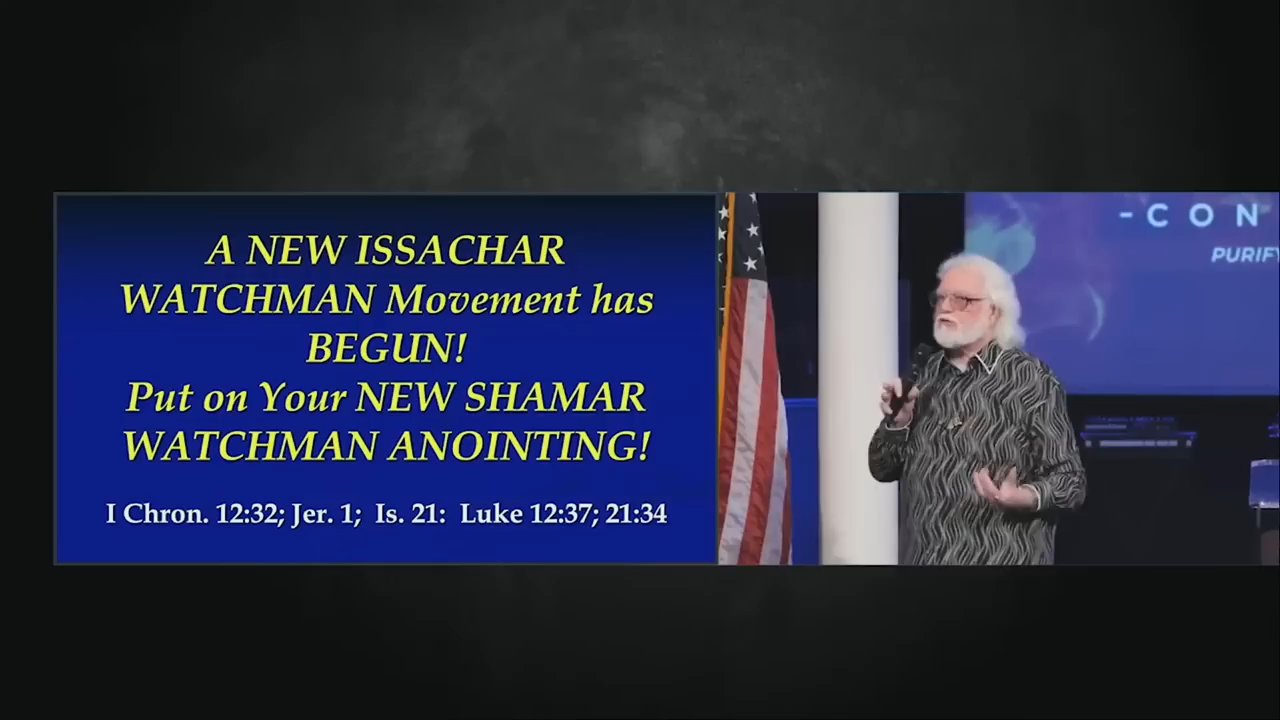 A NEW ISSACHAR
WATCHMAN Movement has
BEGUN!
Put on Your NEW SHAMAR
WATCHMAN ANOINTING!
I Chron. 12:32; Jer. 1;  Is. 21:  Luke 12:37; 21:34
-CON
PURIFY